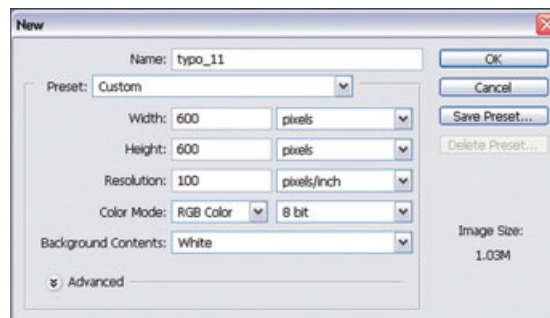 New
Name: typo_11
OK
Preset: Custom
Cancel
Width: 600 pixels
Save Preset...
Height: 600 pixels
Delete Preset...
Resolution: 100 pixels/inch
Color Mode: RGB Color 8 bit
Image Size:
Background Contents: White
1.03M
Advanced